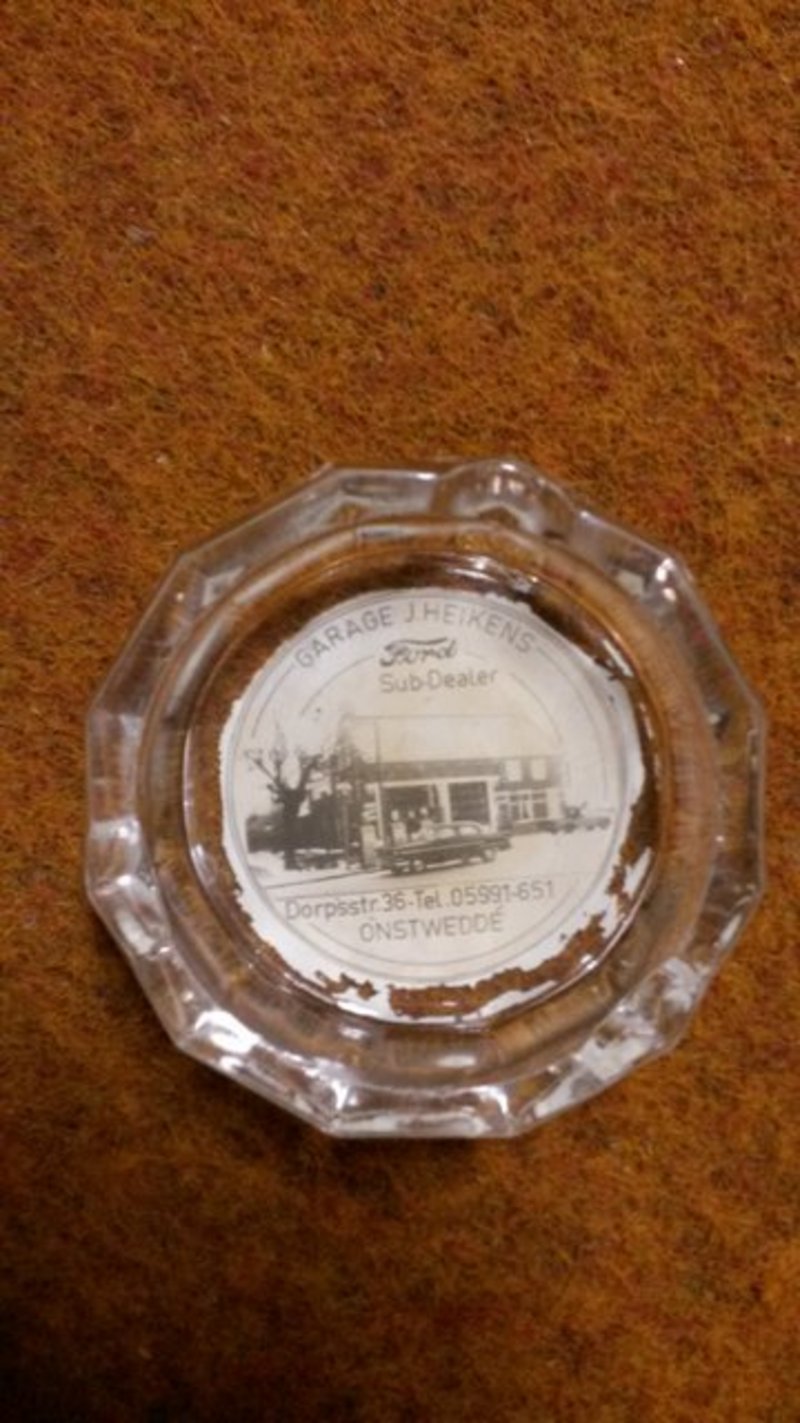 GARAGE J.HEIKENS
Ford
Sub-Dealer
Dorpsstr.36-Tel.05991-651
ONSTWEDDE